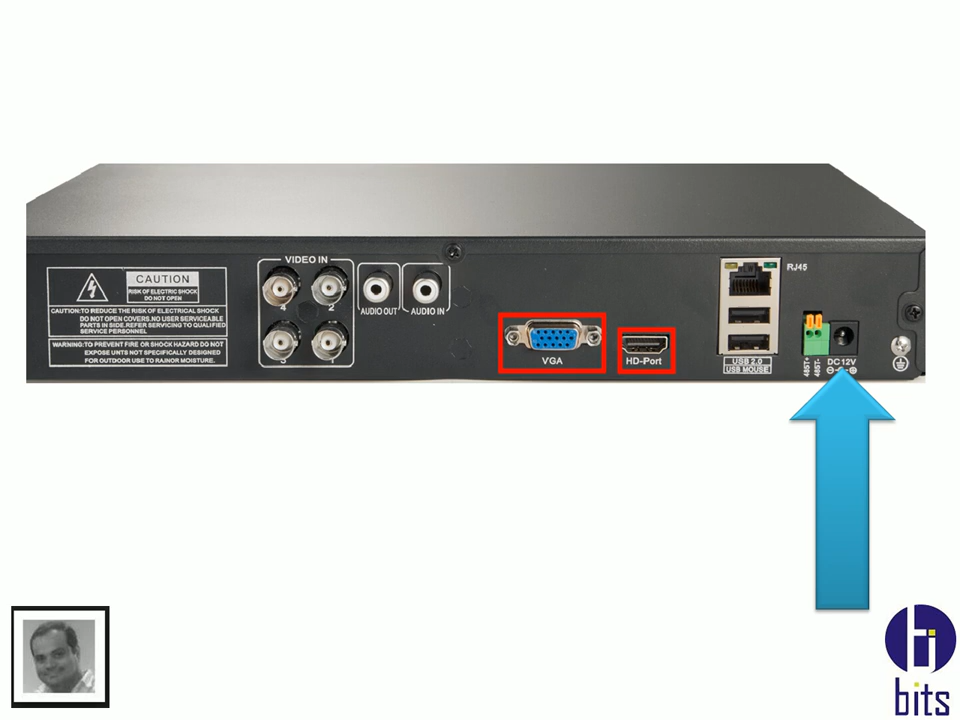 VIDEO IN
CAUTION
RISK OF ELECTRIC SHOCK
DO NOT OPEN
CAUTION:TO REDUCE THE RISK OF ELECTRICAL SHOCK
DO NOT OPEN COVERS.NO USER SERVICEABLE
PARTS IN SIDE.REFER SERVICING TO QUALIFIED
SERVICE PERSONNEL
WARNING:TO PREVENT FIRE OR SHOCK HAZARD DO NOT
EXPOSE UNTS NOT SPECIFICALLY DESIGNED
FOR OUTDOOR USE TO RAINOR MOISTURE.
4
2
3
1
AUDIO OUT
AUDIO IN
VGA
HD-Port
RJ45
USB 2.0
USB MOUSE
485T+
485T-
DC12V
bits